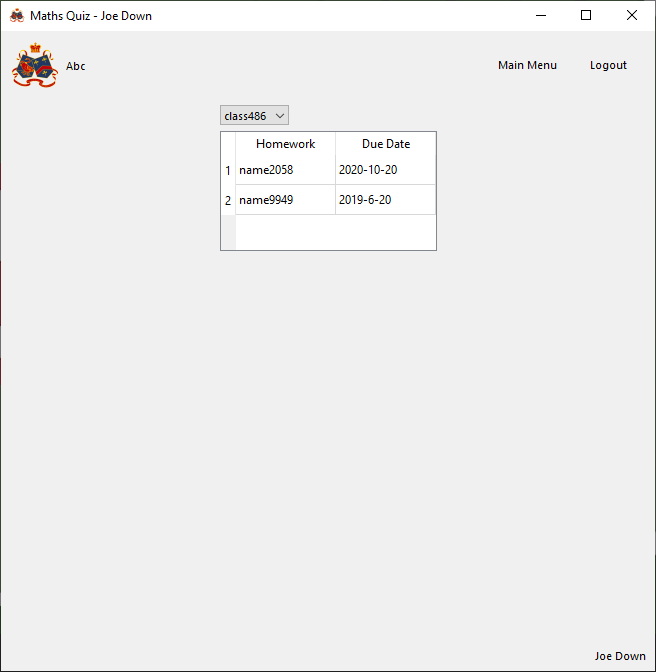 Maths Quiz - Joe Down
Abc
Main Menu
Logout
class486
Homework Due Date
1 name2058 2020-10-20
2 name9949 2019-6-20
Joe Down